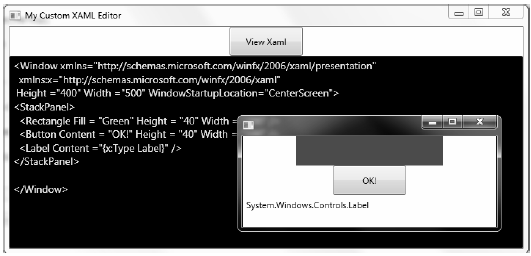 My Custom XAML Editor
View Xaml
<Window xmlns="http://schemas.microsoft.com/winfx/2006/xaml/presentation"
xmlns:x="http://schemas.microsoft.com/winfx/2006/xaml"
Height ="400" Width ="500" WindowStartupLocation="CenterScreen">
<StackPanel>
<Rectangle Fill = "Green" Height = "40" Width =
<Button Content = "OK!" Height = "40" Width =
<Label Content ="{x:Type Label}" />
</StackPanel>
</Window>
OK!
System.Windows.Controls.Label